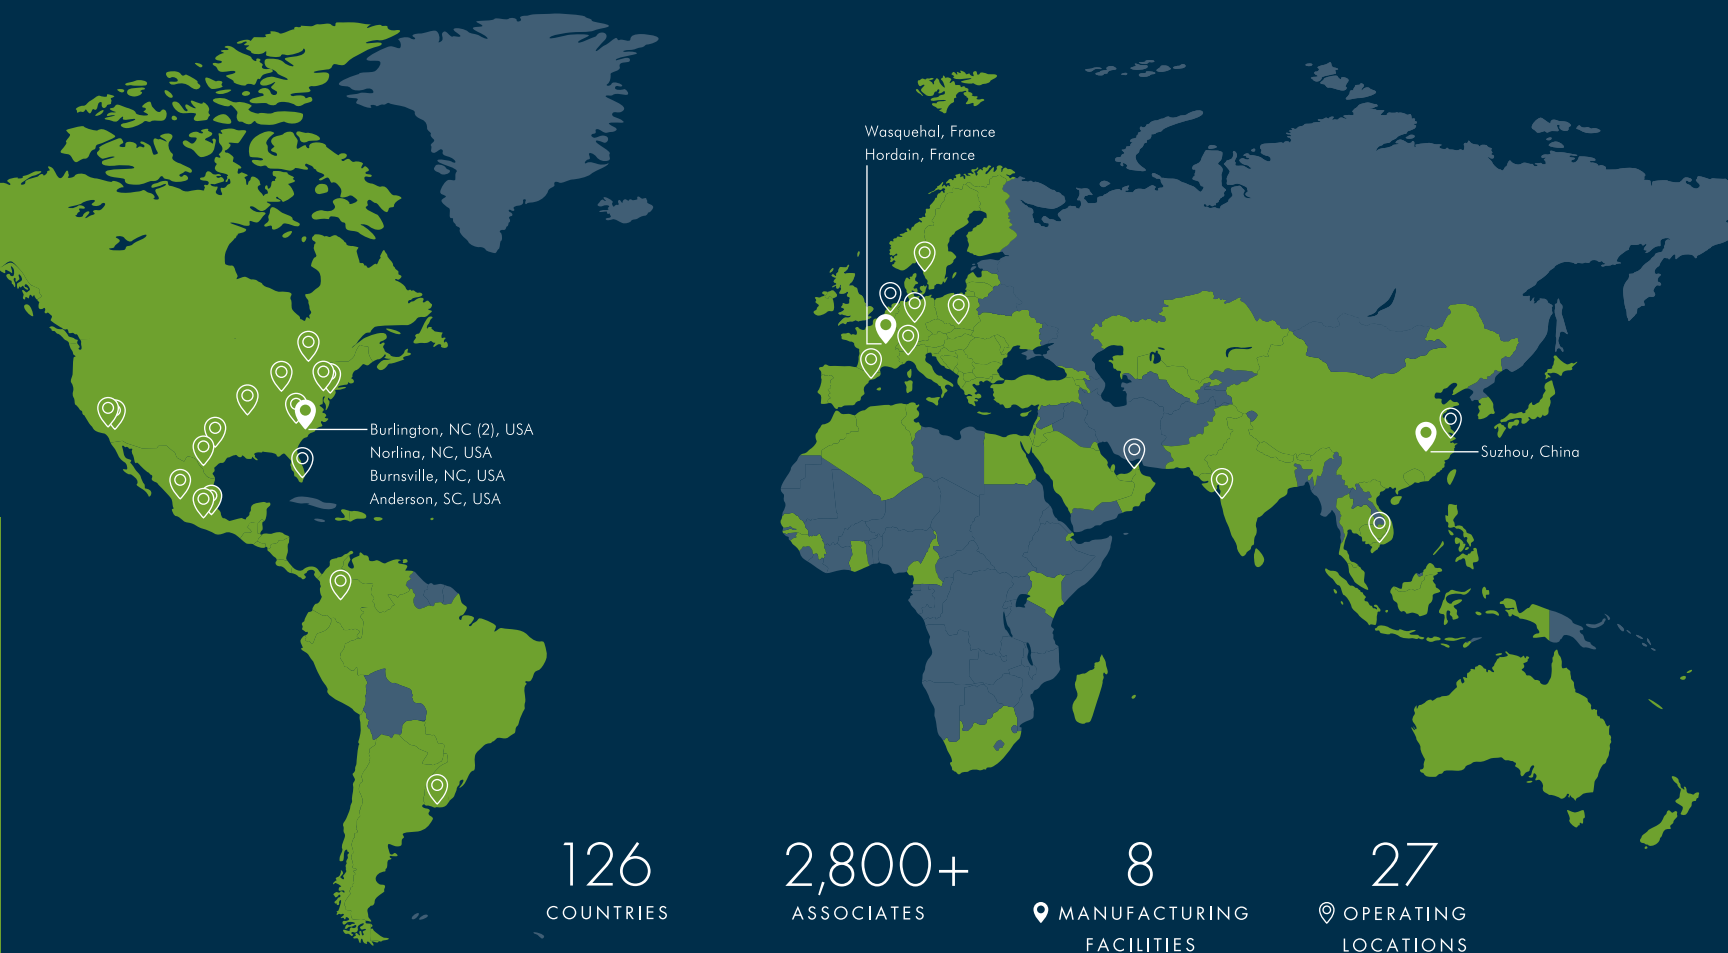 Wasquehal, France
Hordain, France
Burlington, NC (2), USA
Norlina, NC, USA
Burnsville, NC, USA
Anderson, SC, USA
Suzhou, China
126
COUNTRIES
2,800+
ASSOCIATES
8
MANUFACTURING
FACILITIES
27
OPERATING
LOCATIONS